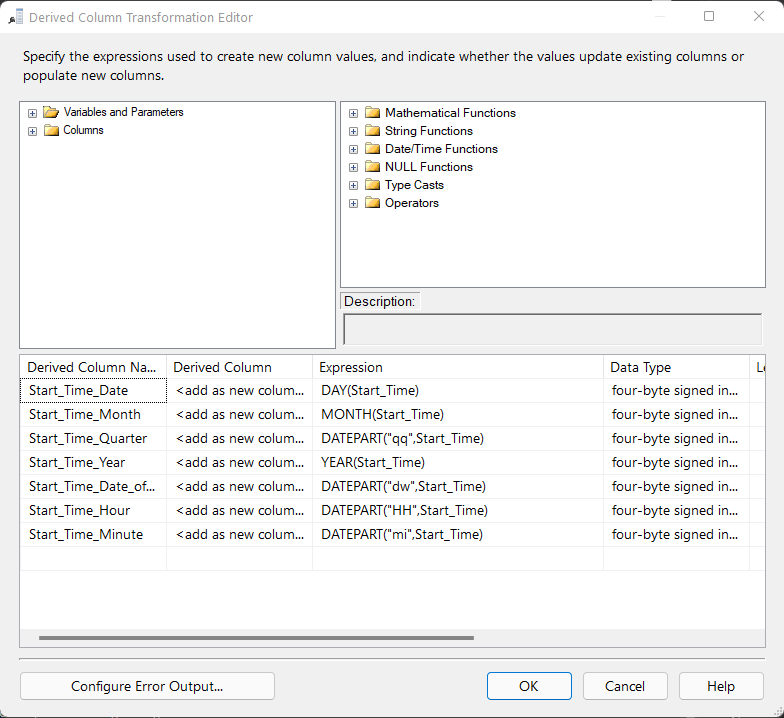 Derived Column Transformation Editor
Specify the expressions used to create new column values, and indicate whether the values update existing columns or
populate new columns.
Variables and Parameters
Columns
Mathematical Functions
String Functions
Date/Time Functions
NULL Functions
Type Casts
Operators
Description:
Derived Column Na... Derived Column Expression Data Type
Start_Time_Date <add as new colum... DAY(Start_Time) four-byte signed in...
Start_Time_Month <add as new colum... MONTH(Start_Time) four-byte signed in...
Start_Time_Quarter <add as new colum... DATEPART("qq",Start_Time) four-byte signed in...
Start_Time_Year <add as new colum... YEAR(Start_Time) four-byte signed in...
Start_Time_Date_of... <add as new colum... DATEPART("dw",Start_Time) four-byte signed in...
Start_Time_Hour <add as new colum... DATEPART("HH",Start_Time) four-byte signed in...
Start_Time_Minute <add as new colum... DATEPART("mi",Start_Time) four-byte signed in...
Configure Error Output... OK Cancel Help